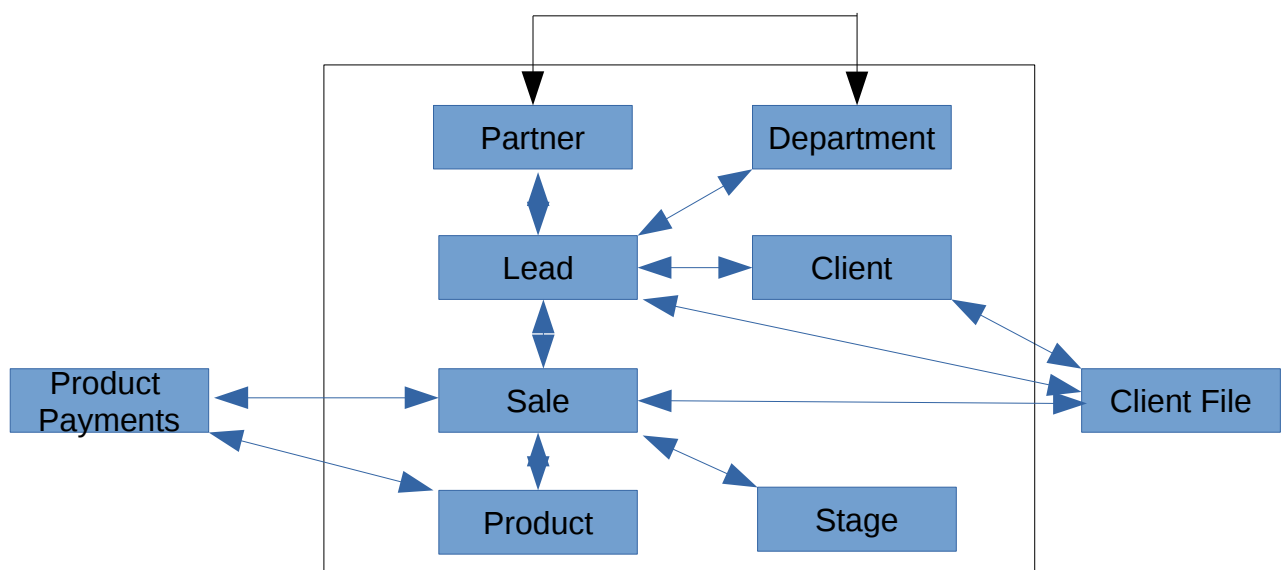 Partner
Department
Lead
Client
Product
Payments
Sale
Client File
Product
Stage